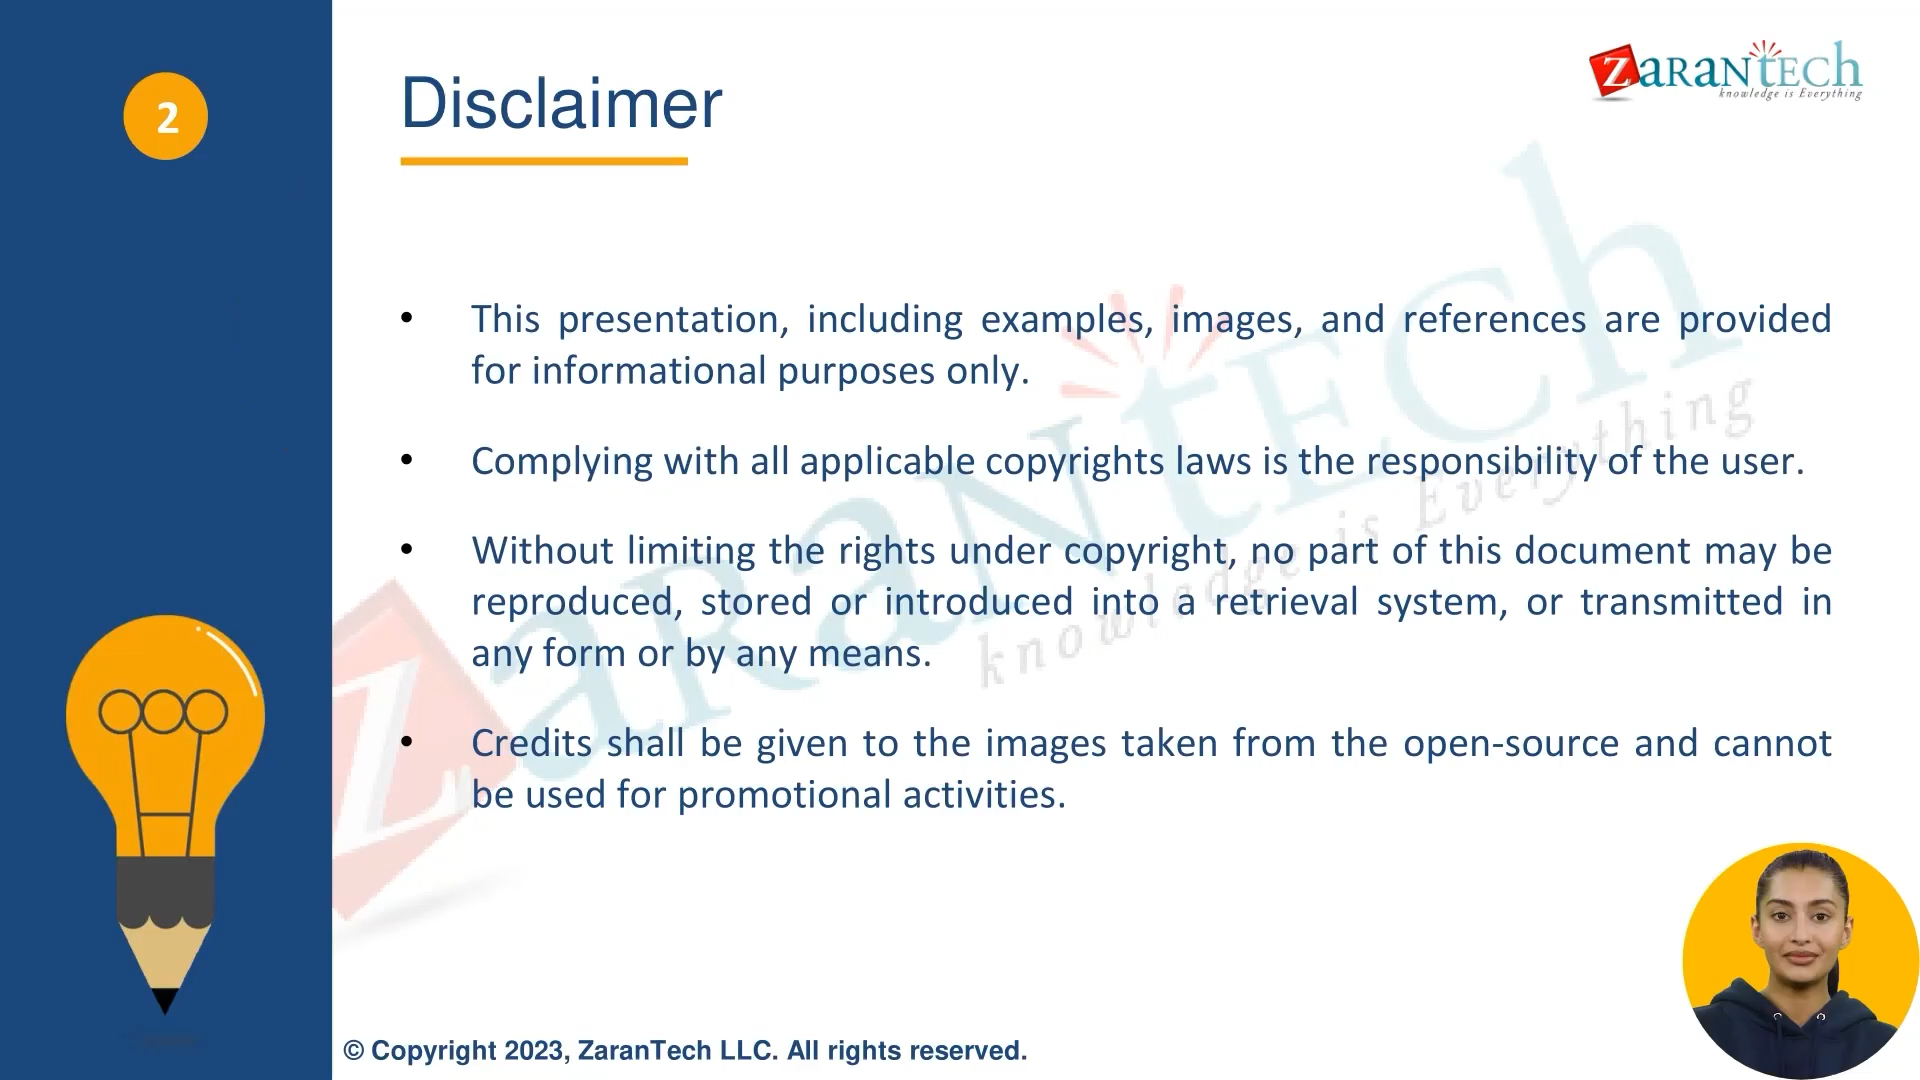 2
Disclaimer
ZaranTech
knowledge is Everything
• This presentation, including examples, images, and references are provided
for informational purposes only.
• Complying with all applicable copyrights laws is the responsibility of the user.
• Without limiting the rights under copyright, no part of this document may be
reproduced, stored or introduced into a retrieval system, or transmitted in
any form or by any means.
• Credits shall be given to the images taken from the open-source and cannot
be used for promotional activities.
ZaranTech
knowledge is Everything
© Copyright 2023, ZaranTech LLC. All rights reserved.